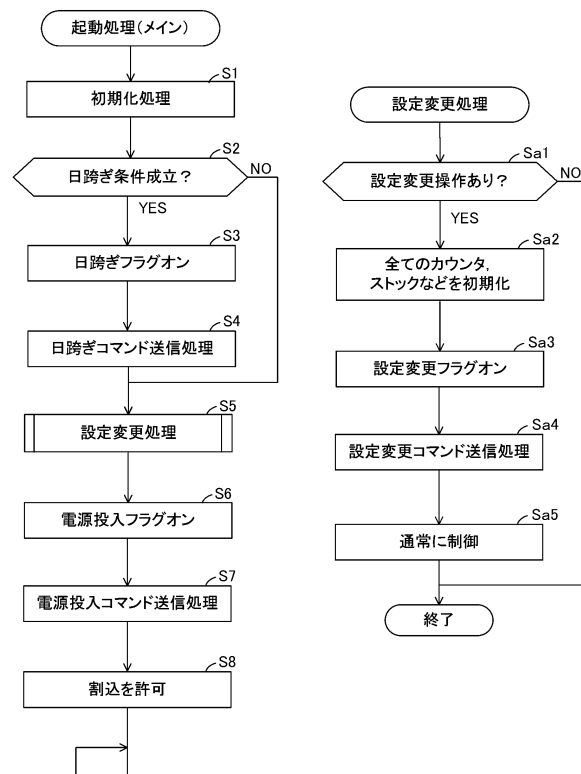 起動処理(メイン)
S1
初期化処理
S2
日跨ぎ条件成立?
NO
YES
S3
日跨ぎフラグオン
S4
日跨ぎコマンド送信処理
S5
設定変更処理
S6
電源投入フラグオン
S7
電源投入コマンド送信処理
S8
割込を許可
設定変更処理
Sa1
設定変更操作あり?
NO
YES
Sa2
全てのカウンタ,
ストックなどを初期化
Sa3
設定変更フラグオン
Sa4
設定変更コマンド送信処理
Sa5
通常に制御
終了